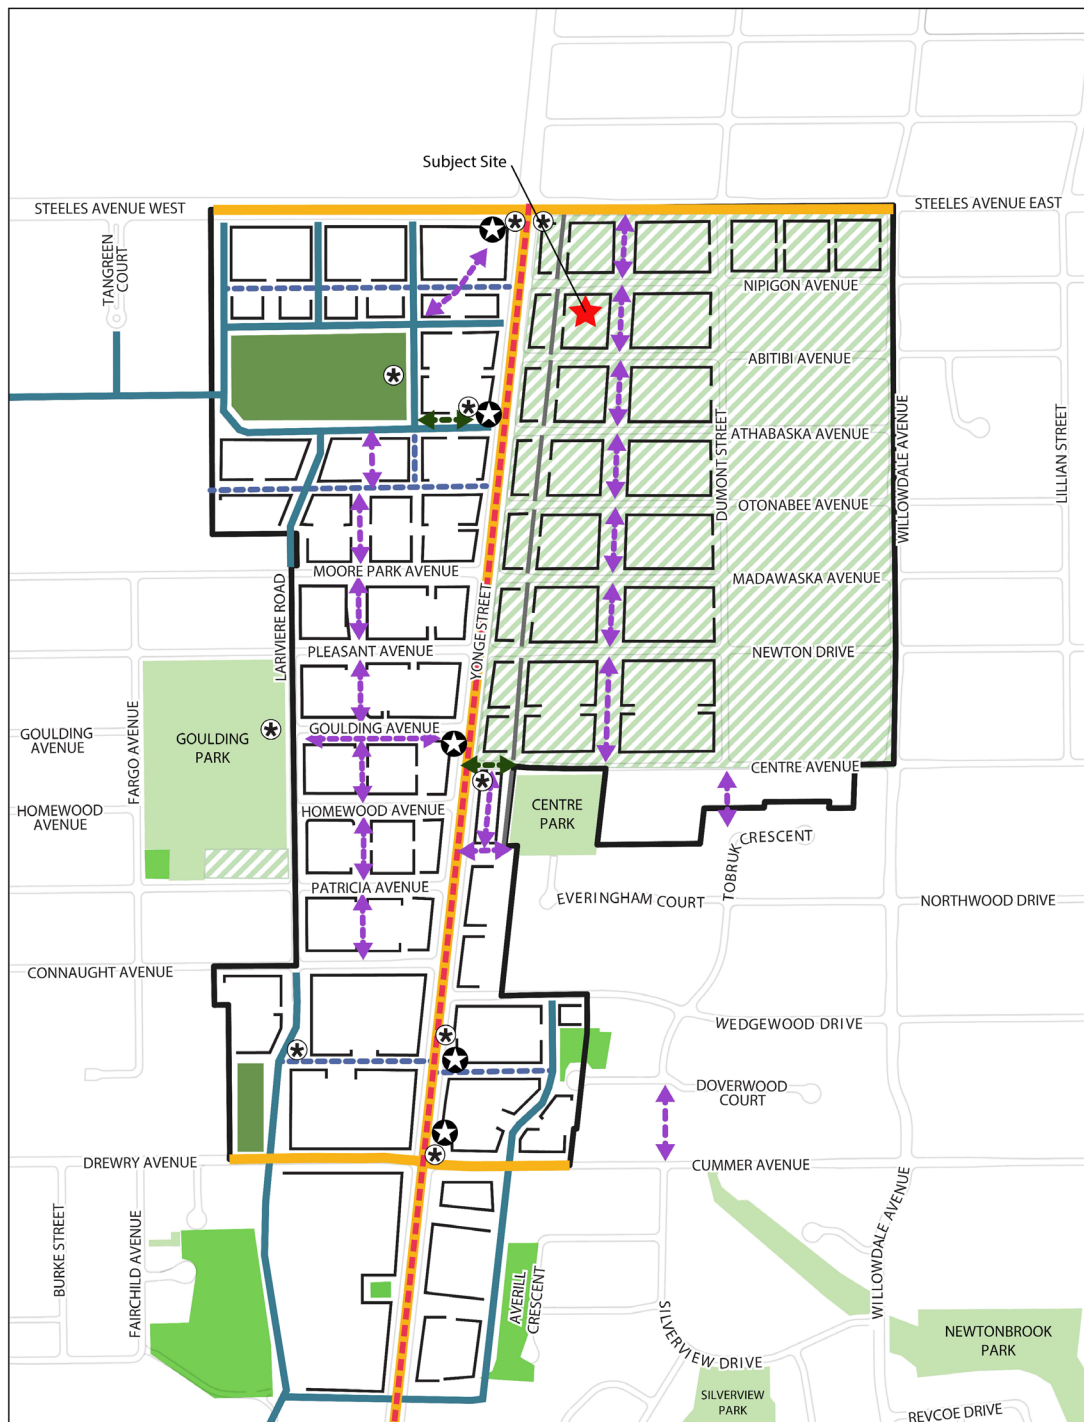 Subject Site
STEELES AVENUE WEST
STEELES AVENUE EAST
TANGREEN
COURT
NIPIGON AVENUE
ABITIBI AVENUE
DUMONT STREET
WILLOWDALE AVENUE
LILLIAN STREET
ATHABASKA AVENUE
OTONABEE AVENUE
MOORE PARK AVENUE
MADAWASKA AVENUE
LARIVIERE ROAD
YONGE STREET
PLEASANT AVENUE
NEWTON DRIVE
FARGO AVENUE
GOULDING
AVENUE
GOULDING
PARK
GOULDING AVENUE
CENTRE AVENUE
HOMEWOOD
AVENUE
HOMEWOOD AVENUE
CENTRE
PARK
TOBRUK CRESCENT
PATRICIA AVENUE
EVERINGHAM COURT
NORTHWOOD DRIVE
CONNAUGHT AVENUE
WEDGEWOOD DRIVE
DOVERWOOD
COURT
DREWRY AVENUE
CUMMER AVENUE
BURKE STREET
FAIRCHILD AVENUE
AVERILL
CRESCENT
WILLOWDALE AVENUE
SILVERVIEW DRIVE
NEWTONBROOK
PARK
SILVERVIEW
PARK
REVCOE DRIVE